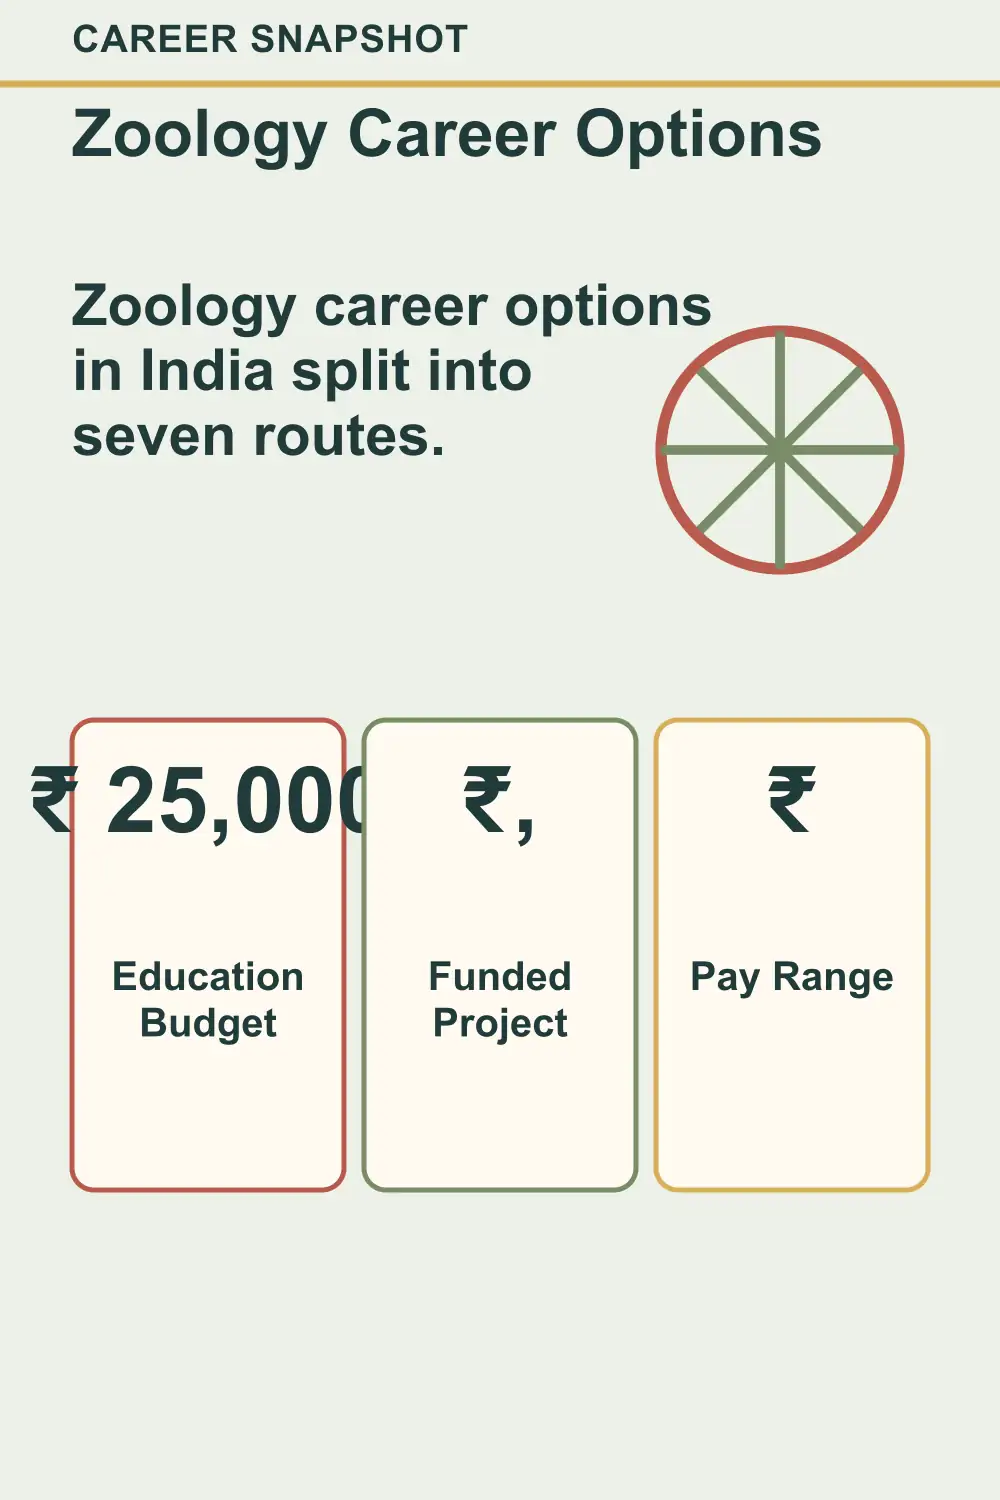 CAREER SNAPSHOT
Zoology Career Options
Zoology career options
in India split into
seven routes.
₹ 25,000
₹,
₹
Education
Budget
Funded
Project
Pay Range